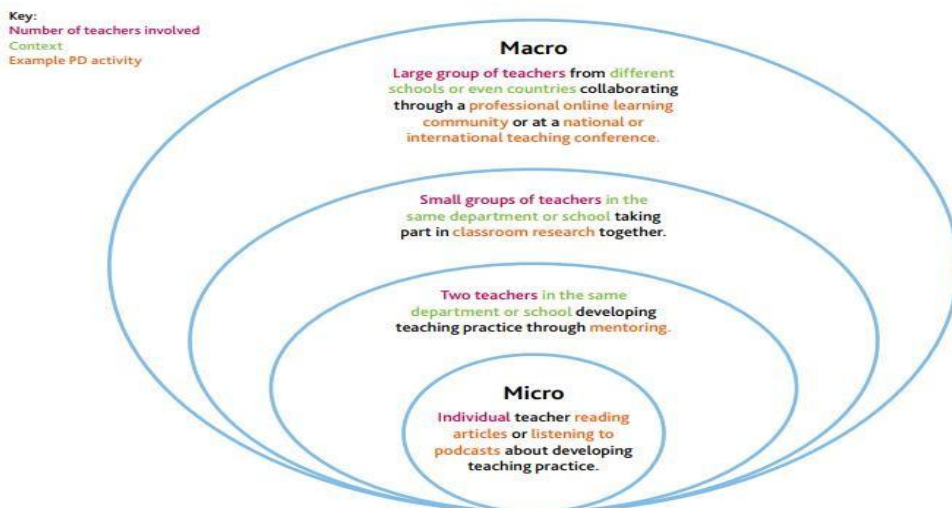 Key:
Number of teachers involved
Context
Example PD activity
Macro
Large group of teachers from different
schools or even countries collaborating
through a professional online learning
community or at a national or
international teaching conference.
Small groups of teachers in the
same department or school taking
part in classroom research together.
Two teachers in the same
department or school developing
teaching practice through mentoring.
Micro
Individual teacher reading
articles or listening to
podcasts about developing
teaching practice.